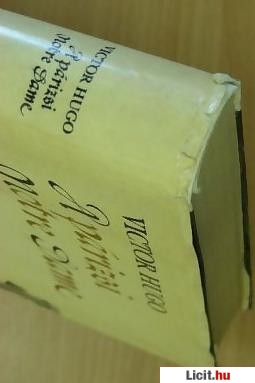 VICTOR HUGO
A párizsi
Notre Dame
VICTOR HUGO
A párizsi
Notre Dame
Licit.hu